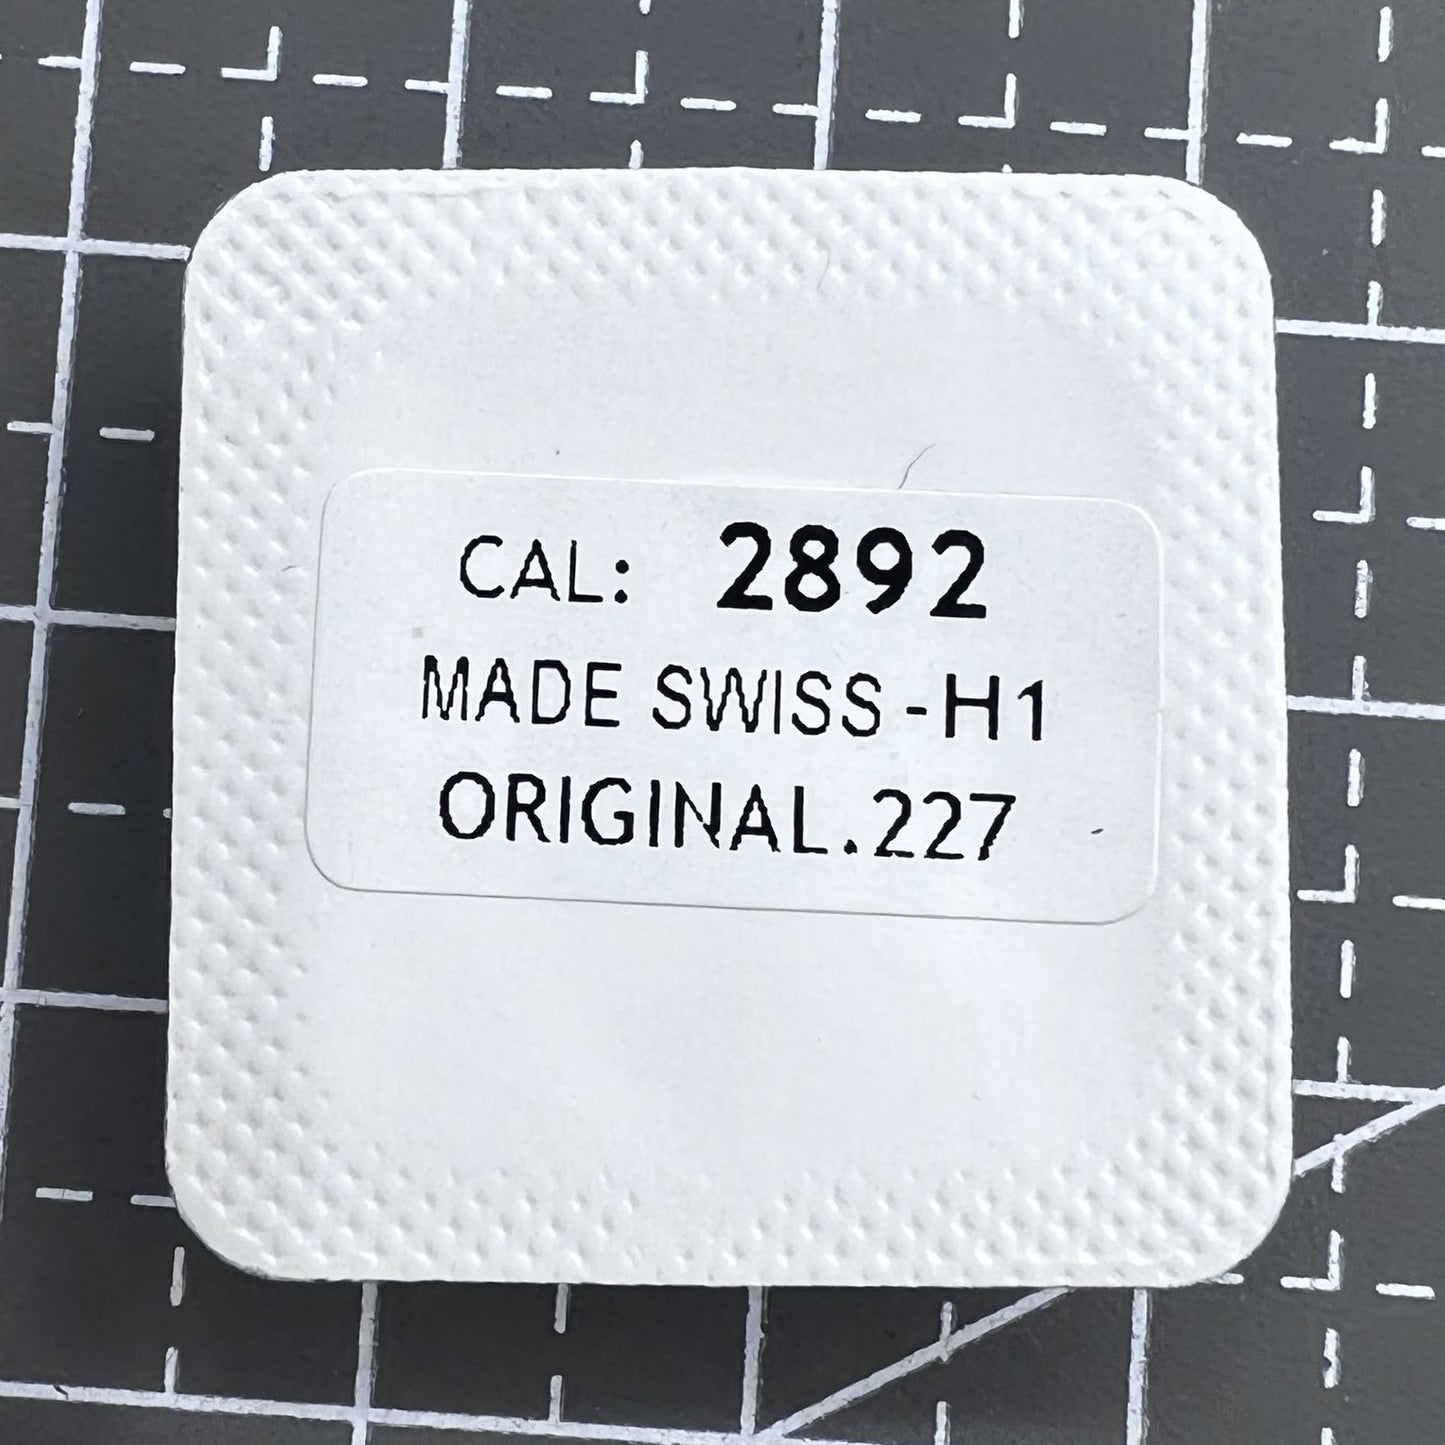 CAL: 2892
MADE SWISS -H1
ORIGINAL.227